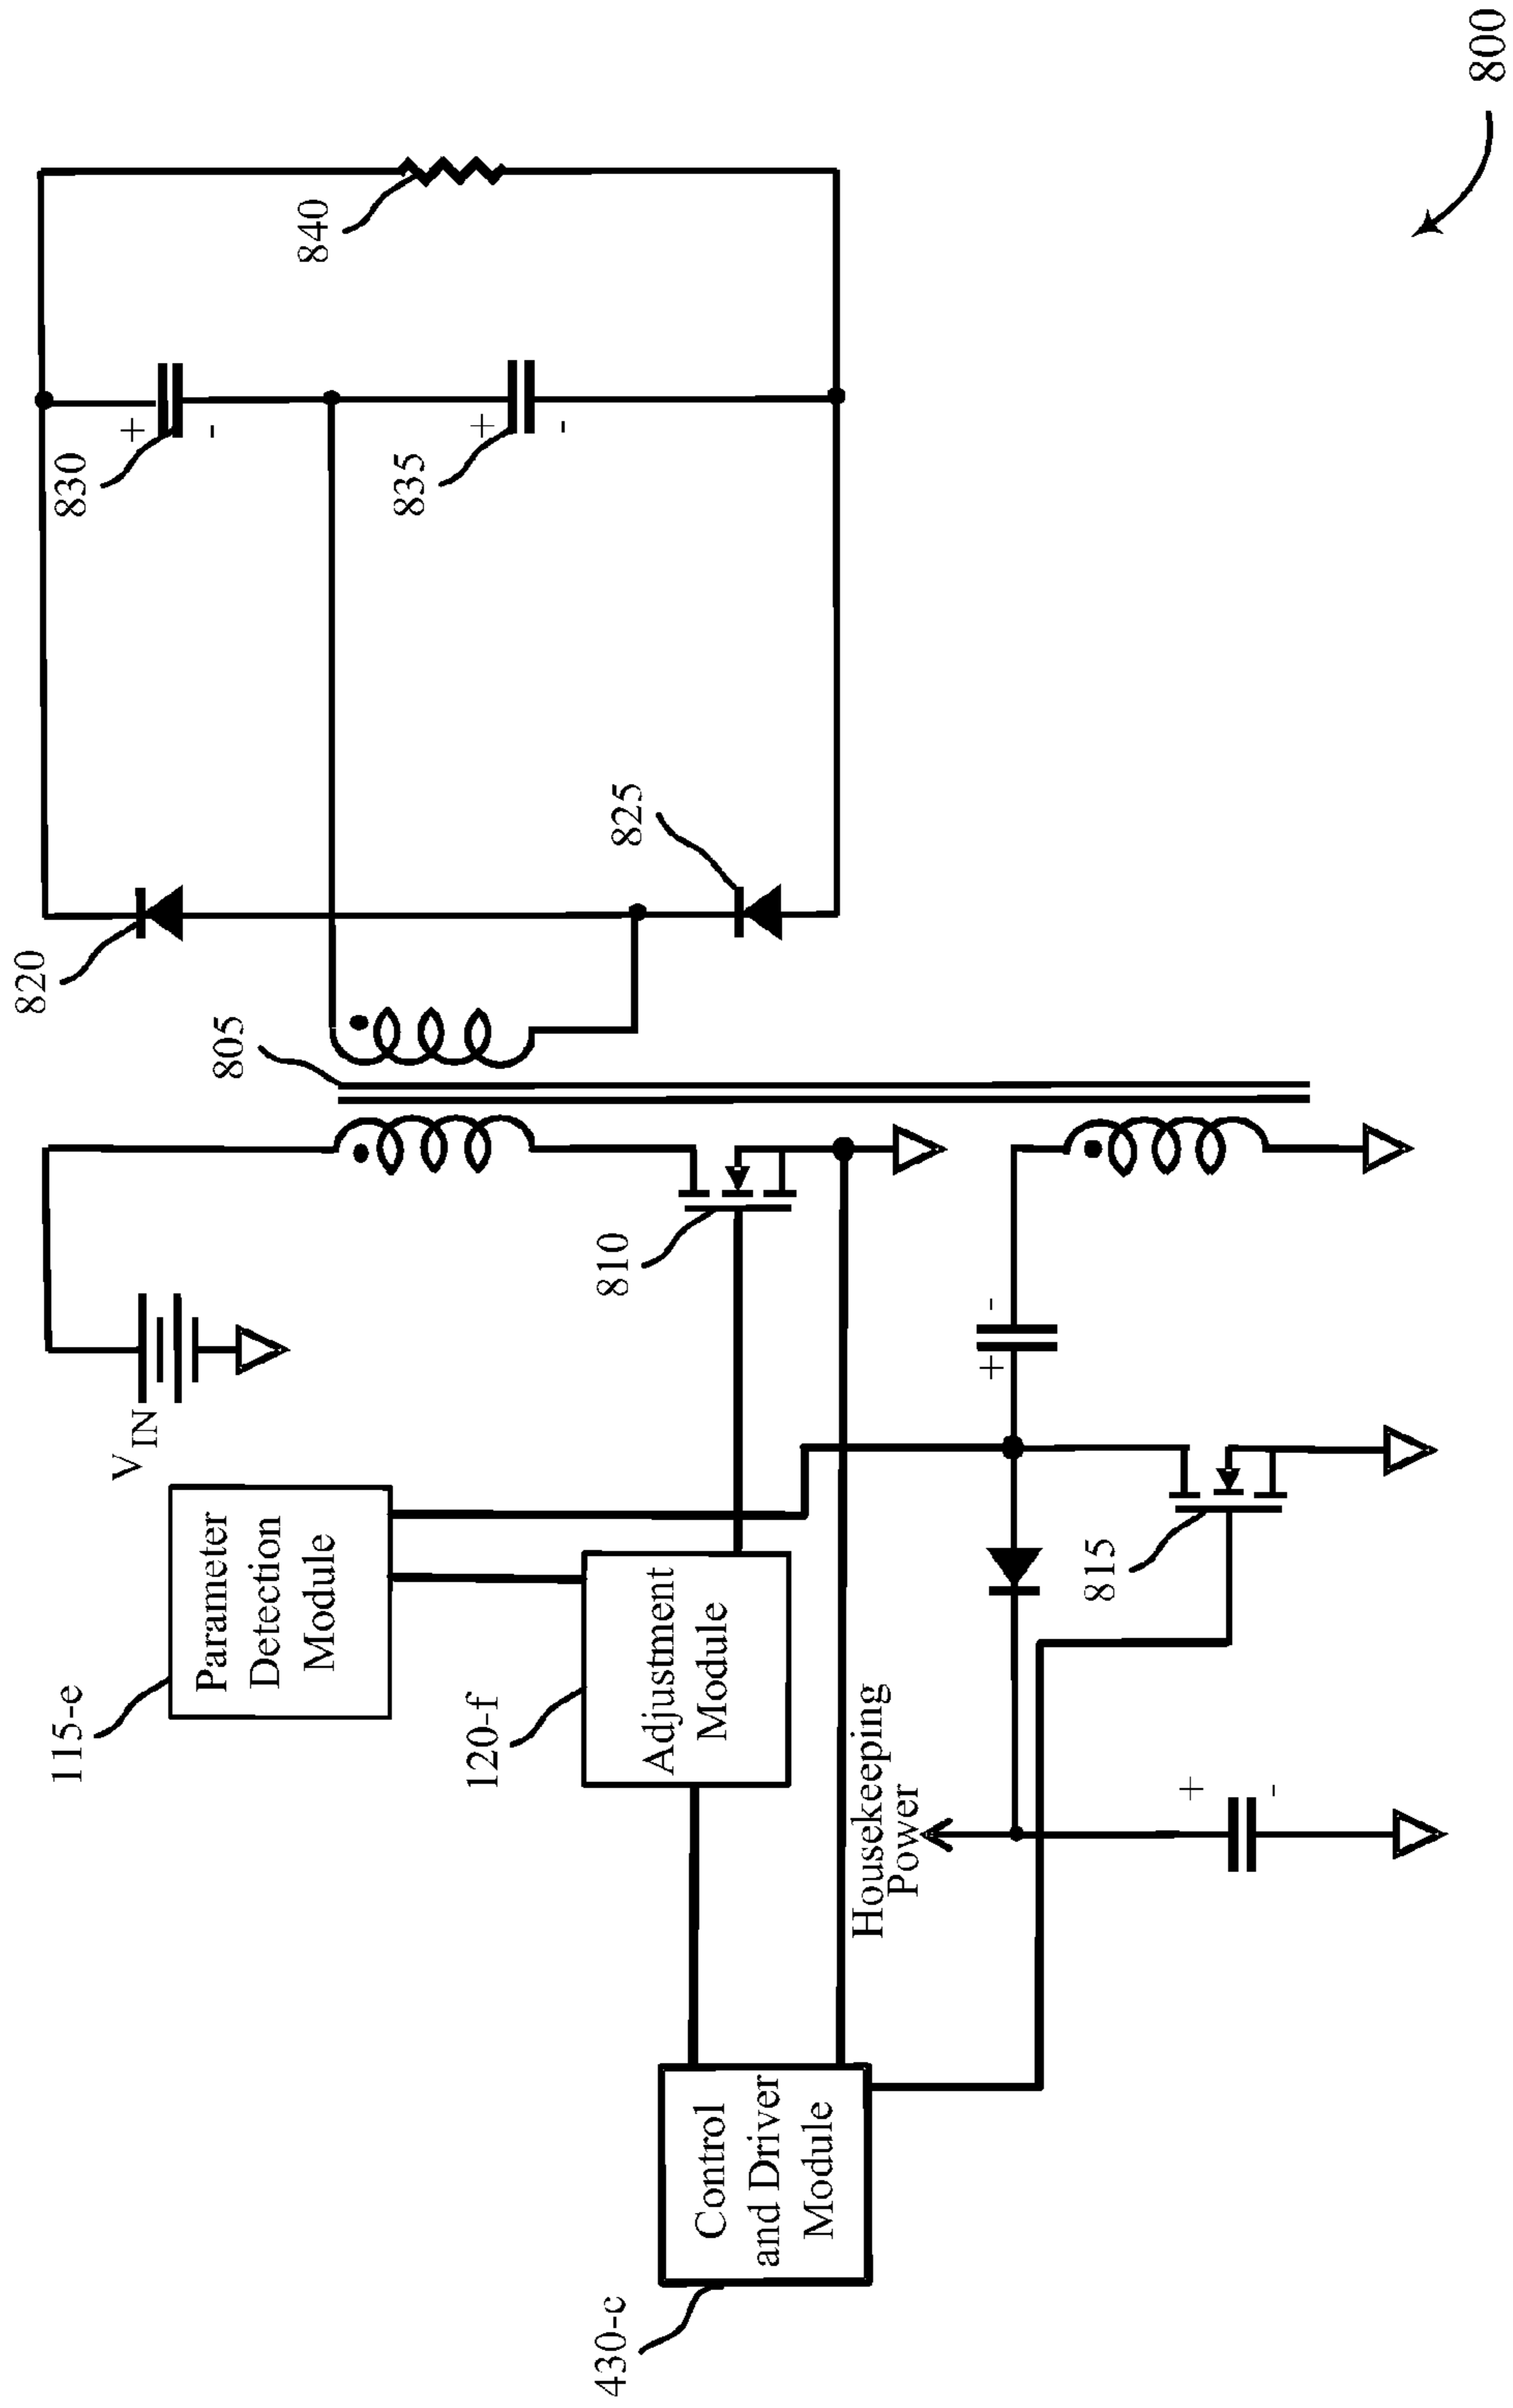 800
840
830
+
-
835
+
-
820
825
805
810
V IN
Parameter
Detection
Module
115-e
Adjustment
Module
120-f
+
-
815
Housekeeping
Power
+
-
Control
and Driver
Module
430-c